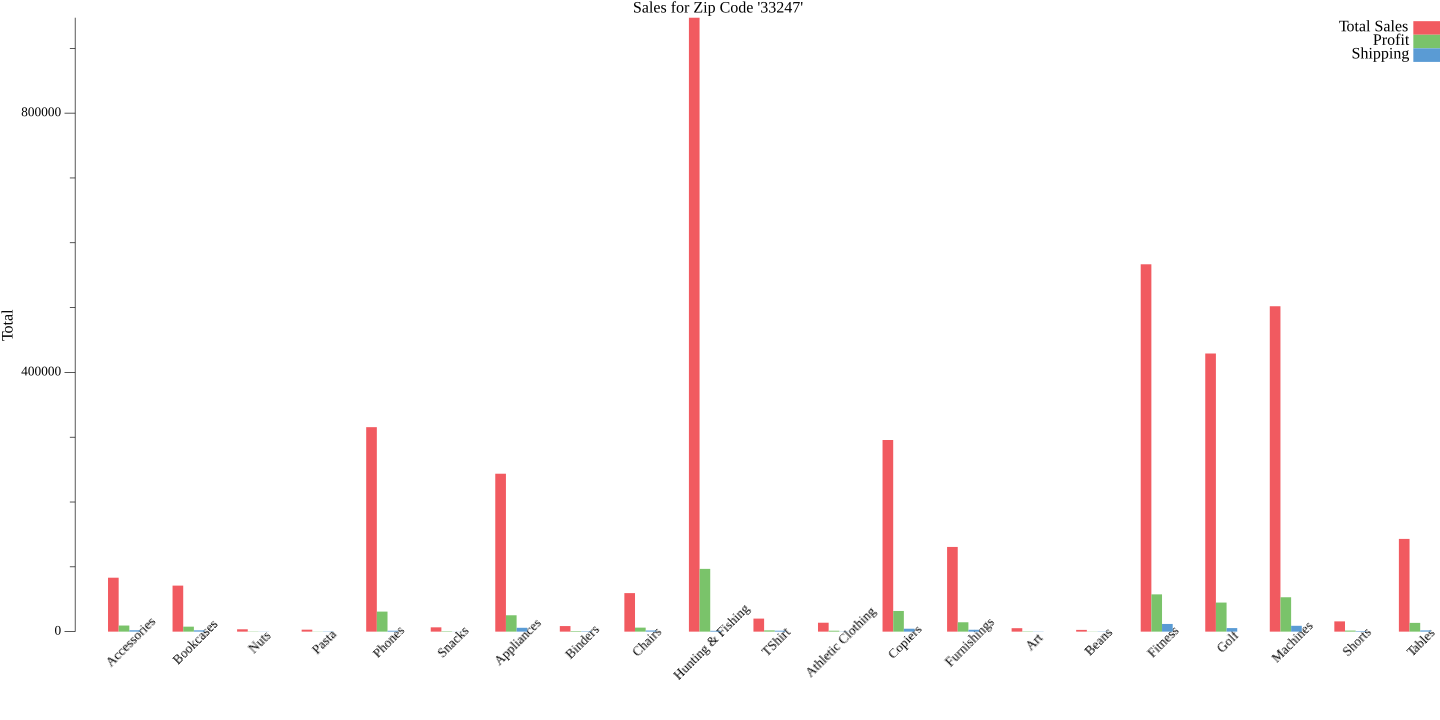 Sales for Zip Code '33247'
Total Sales
Profit
Shipping
800000
400000
0
Total
Accessories
Bookcases
Nuts
Pasta
Phones
Snacks
Appliances
Binders
Chairs
Hunting & Fishing
TShirt
Athletic Clothing
Copiers
Furnishings
Art
Beans
Fitness
Golf
Machines
Shorts
Tables